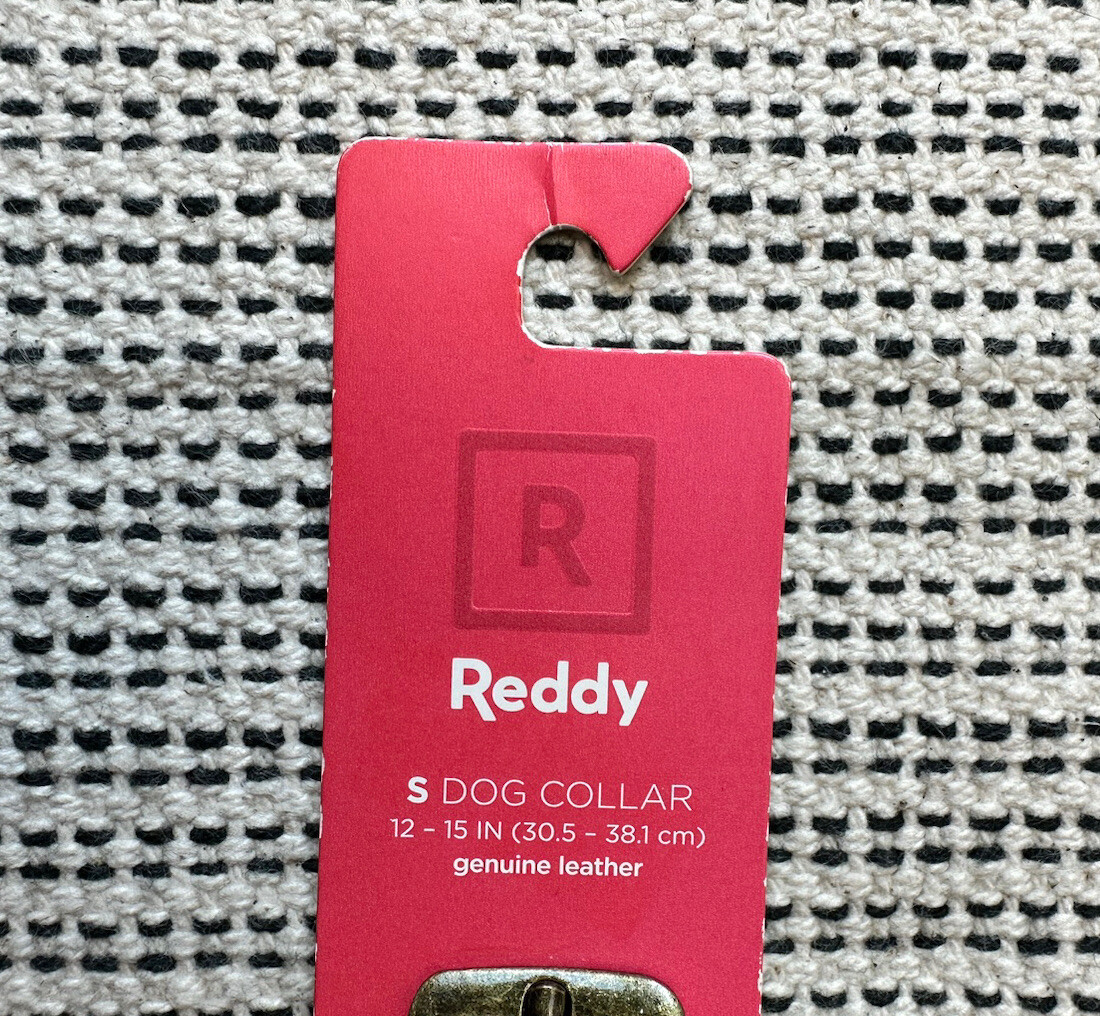 R
Reddy
S DOG COLLAR
12 – 15 IN (30.5 – 38.1 cm)
genuine leather